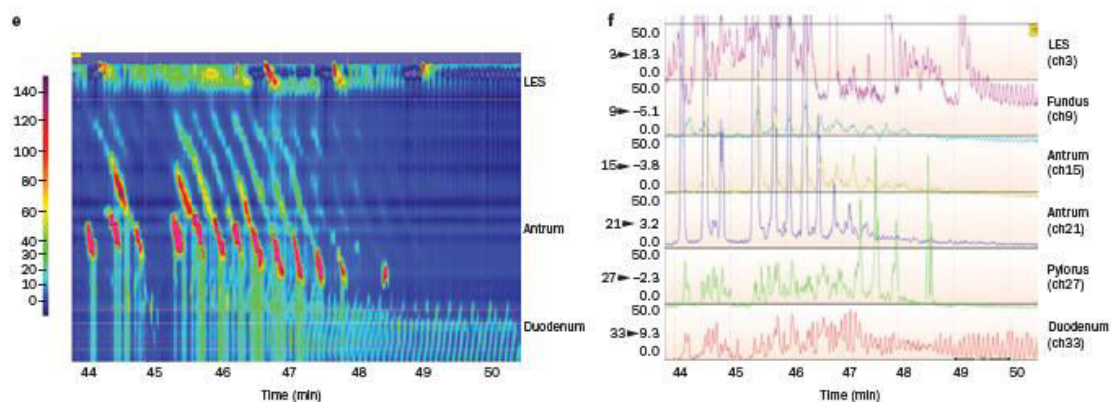 e
140
120
100
80
60
40
30
20
10
0
LES
Antrum
Duodenum
44 45 46 47 48 49 50
Time (min)
f
50.0
3►18.3
0.0
50.0
9►−5.1
0.0
50.0
15►−3.8
0.0
50.0
21►3.2
0.0
50.0
27►−2.3
0.0
50.0
33►9.3
0.0
LES
(ch3)
Fundus
(ch9)
Antrum
(ch15)
Antrum
(ch21)
Pylorus
(ch27)
Duodenum
(ch33)
44 45 46 47 48 49 50
Time (min)